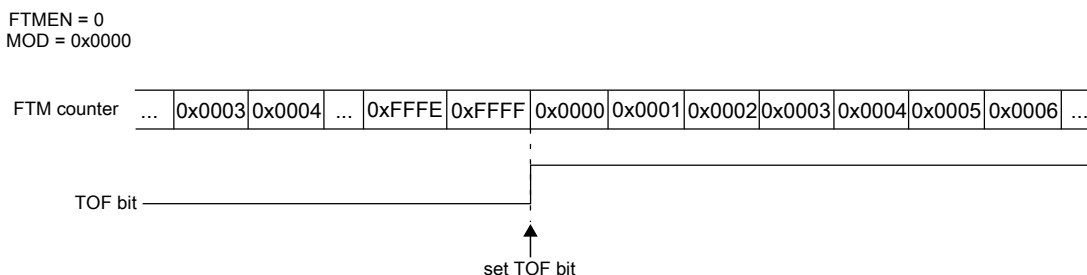 FTMEN = 0
MOD = 0x0000
FTM counter ... 0x0003 0x0004 ... 0xFFFE 0xFFFF 0x0000 0x0001 0x0002 0x0003 0x0004 0x0005 0x0006 ...
TOF bit
set TOF bit